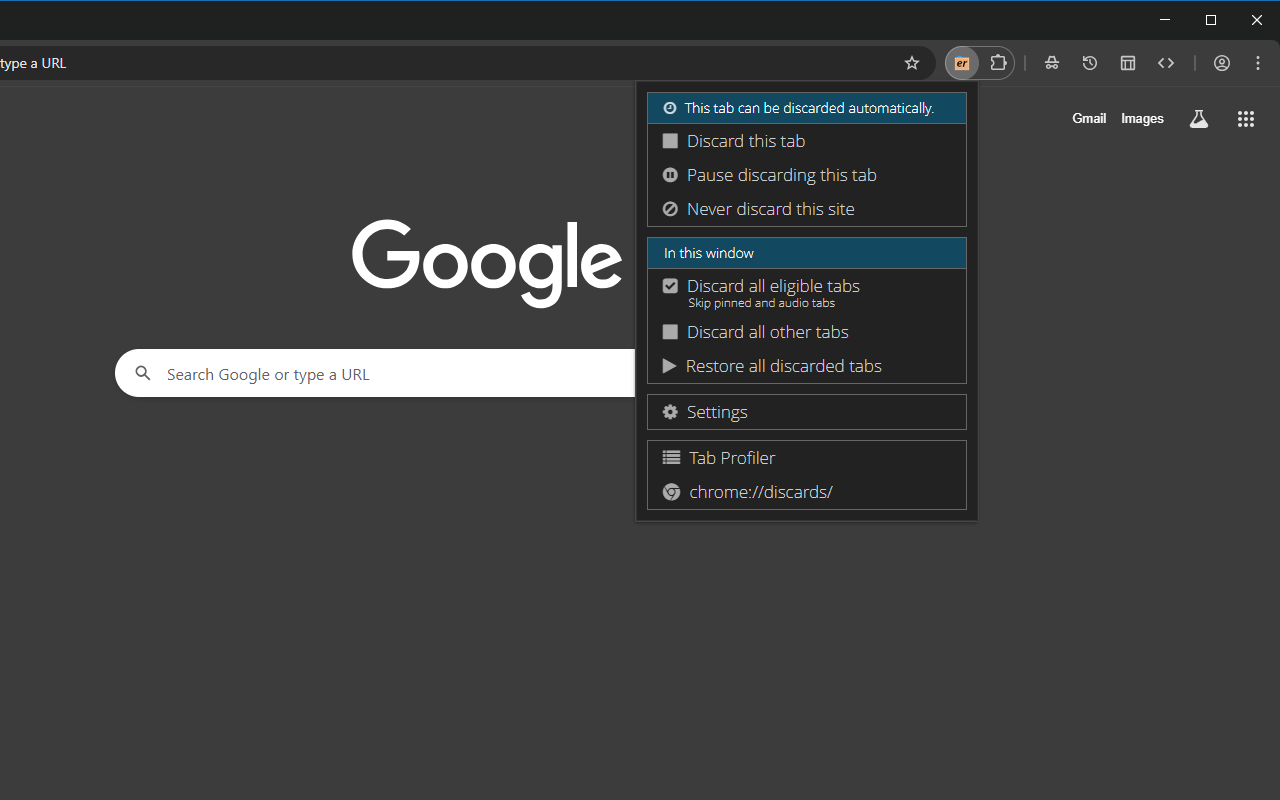 type a URL
er
This tab can be discarded automatically.
Gmail Images
Discard this tab
Pause discarding this tab
Never discard this site
Google
In this window
Discard all eligible tabs
Skip pinned and audio tabs
Discard all other tabs
Restore all discarded tabs
Search Google or type a URL
Settings
Tab Profiler
chrome://discards/